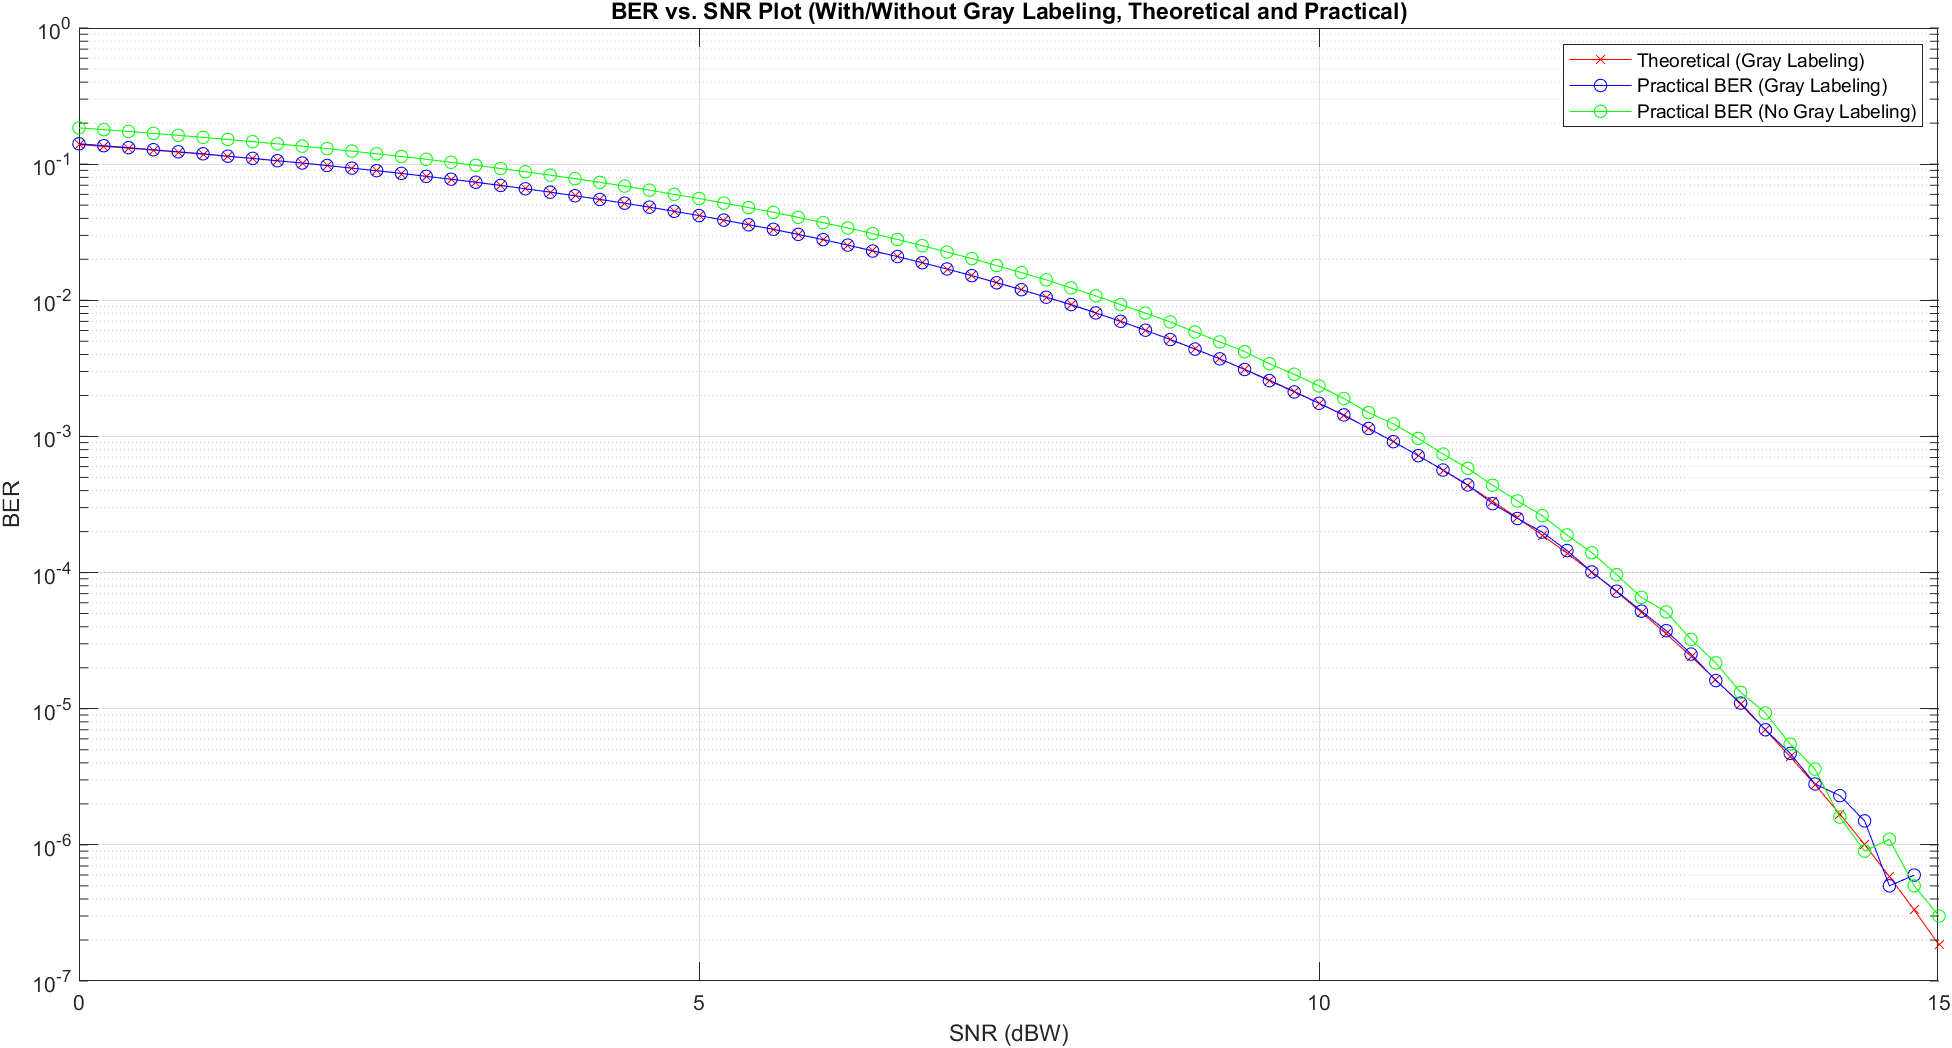 BER vs. SNR Plot (With/Without Gray Labeling, Theoretical and Practical)
Theoretical (Gray Labeling)
Practical BER (Gray Labeling)
Practical BER (No Gray Labeling)
10^0
10^-1
10^-2
10^-3
10^-4
10^-5
10^-6
10^-7
BER
0 5 10 15
SNR (dBW)